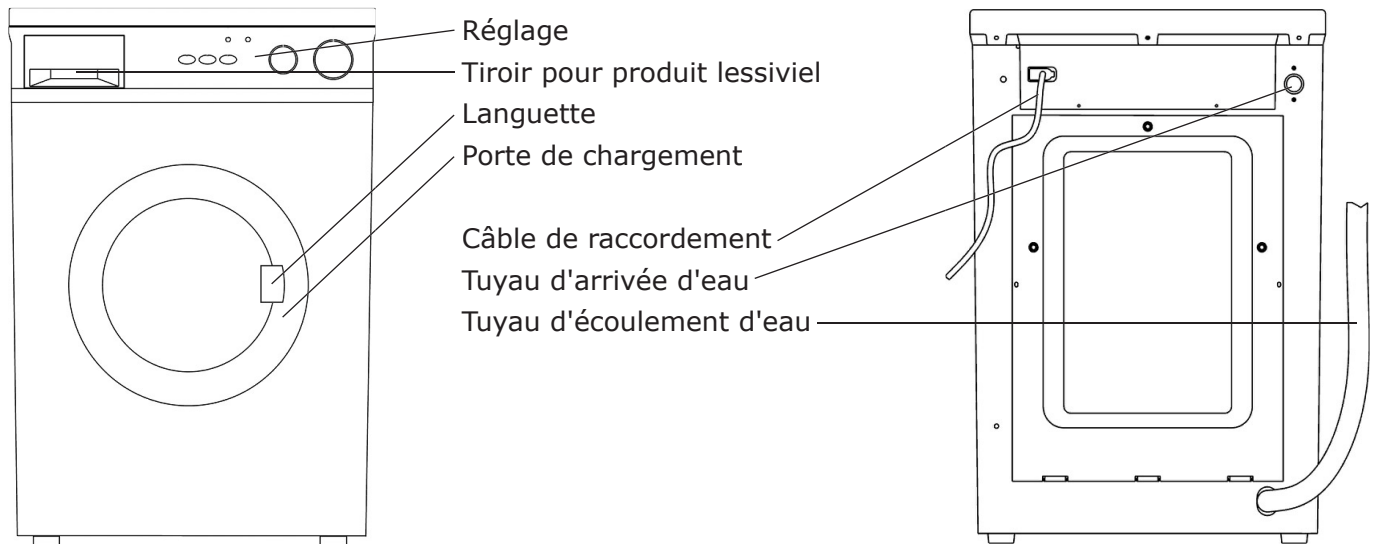 Réglage
Tiroir pour produit lessiviel
Languette
Porte de chargement
Câble de raccordement
Tuyau d'arrivée d'eau
Tuyau d'écoulement d'eau